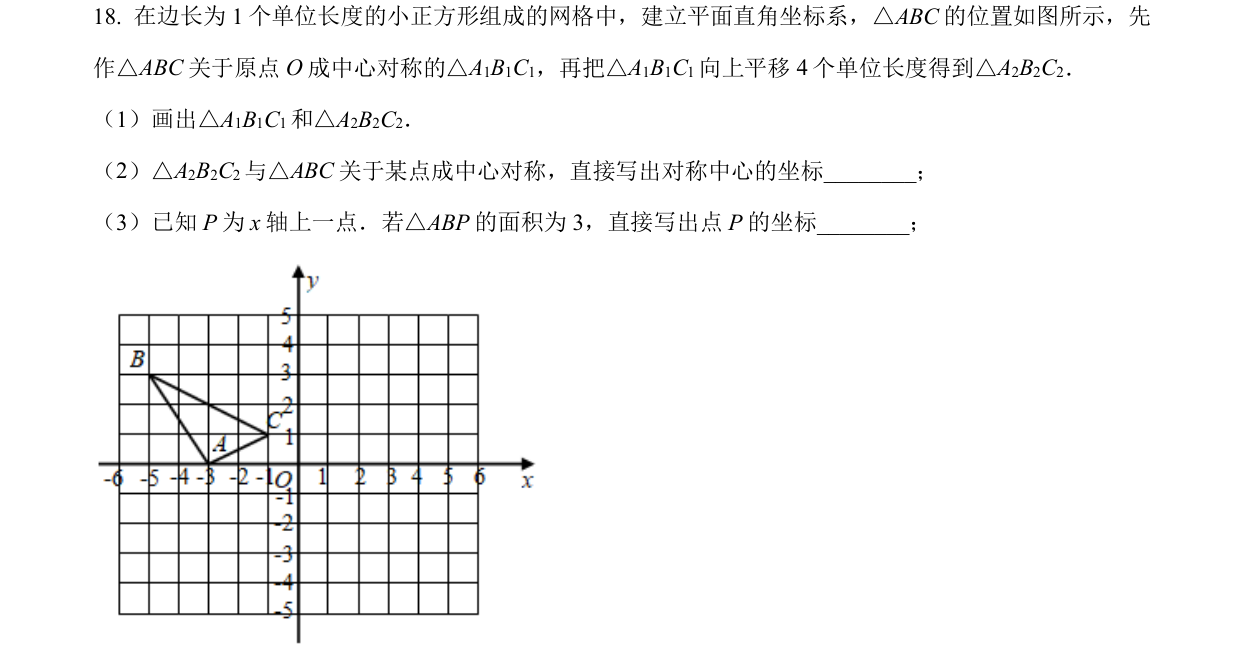 18. 在边长为 1 个单位长度的小正方形组成的网格中，建立平面直角坐标系，△ABC 的位置如图所示，先
作△ABC 关于原点 O 成中心对称的△A₁B₁C₁，再把△A₁B₁C₁ 向上平移 4 个单位长度得到△A₂B₂C₂．
（1）画出△A₁B₁C₁ 和△A₂B₂C₂．
（2）△A₂B₂C₂ 与△ABC 关于某点成中心对称，直接写出对称中心的坐标________；
（3）已知 P 为 x 轴上一点．若△ABP 的面积为 3，直接写出点 P 的坐标________；
y
5
4
B
3
2
C
1
A
-6 -5 -4 -3 -2 -1 O 1 2 3 4 5 6
x
-1
-2
-3
-4
-5